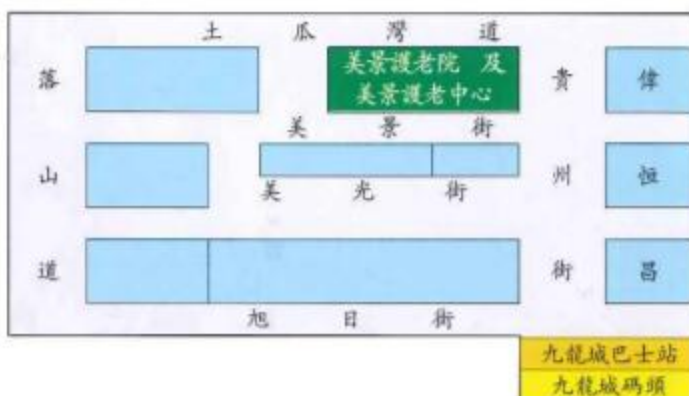 土瓜灣道
落山道
美景護老院 及
美景護老中心
美景街
美光街
旭日街
貴州街
偉恒昌
九龍城巴士站
九龍城碼頭